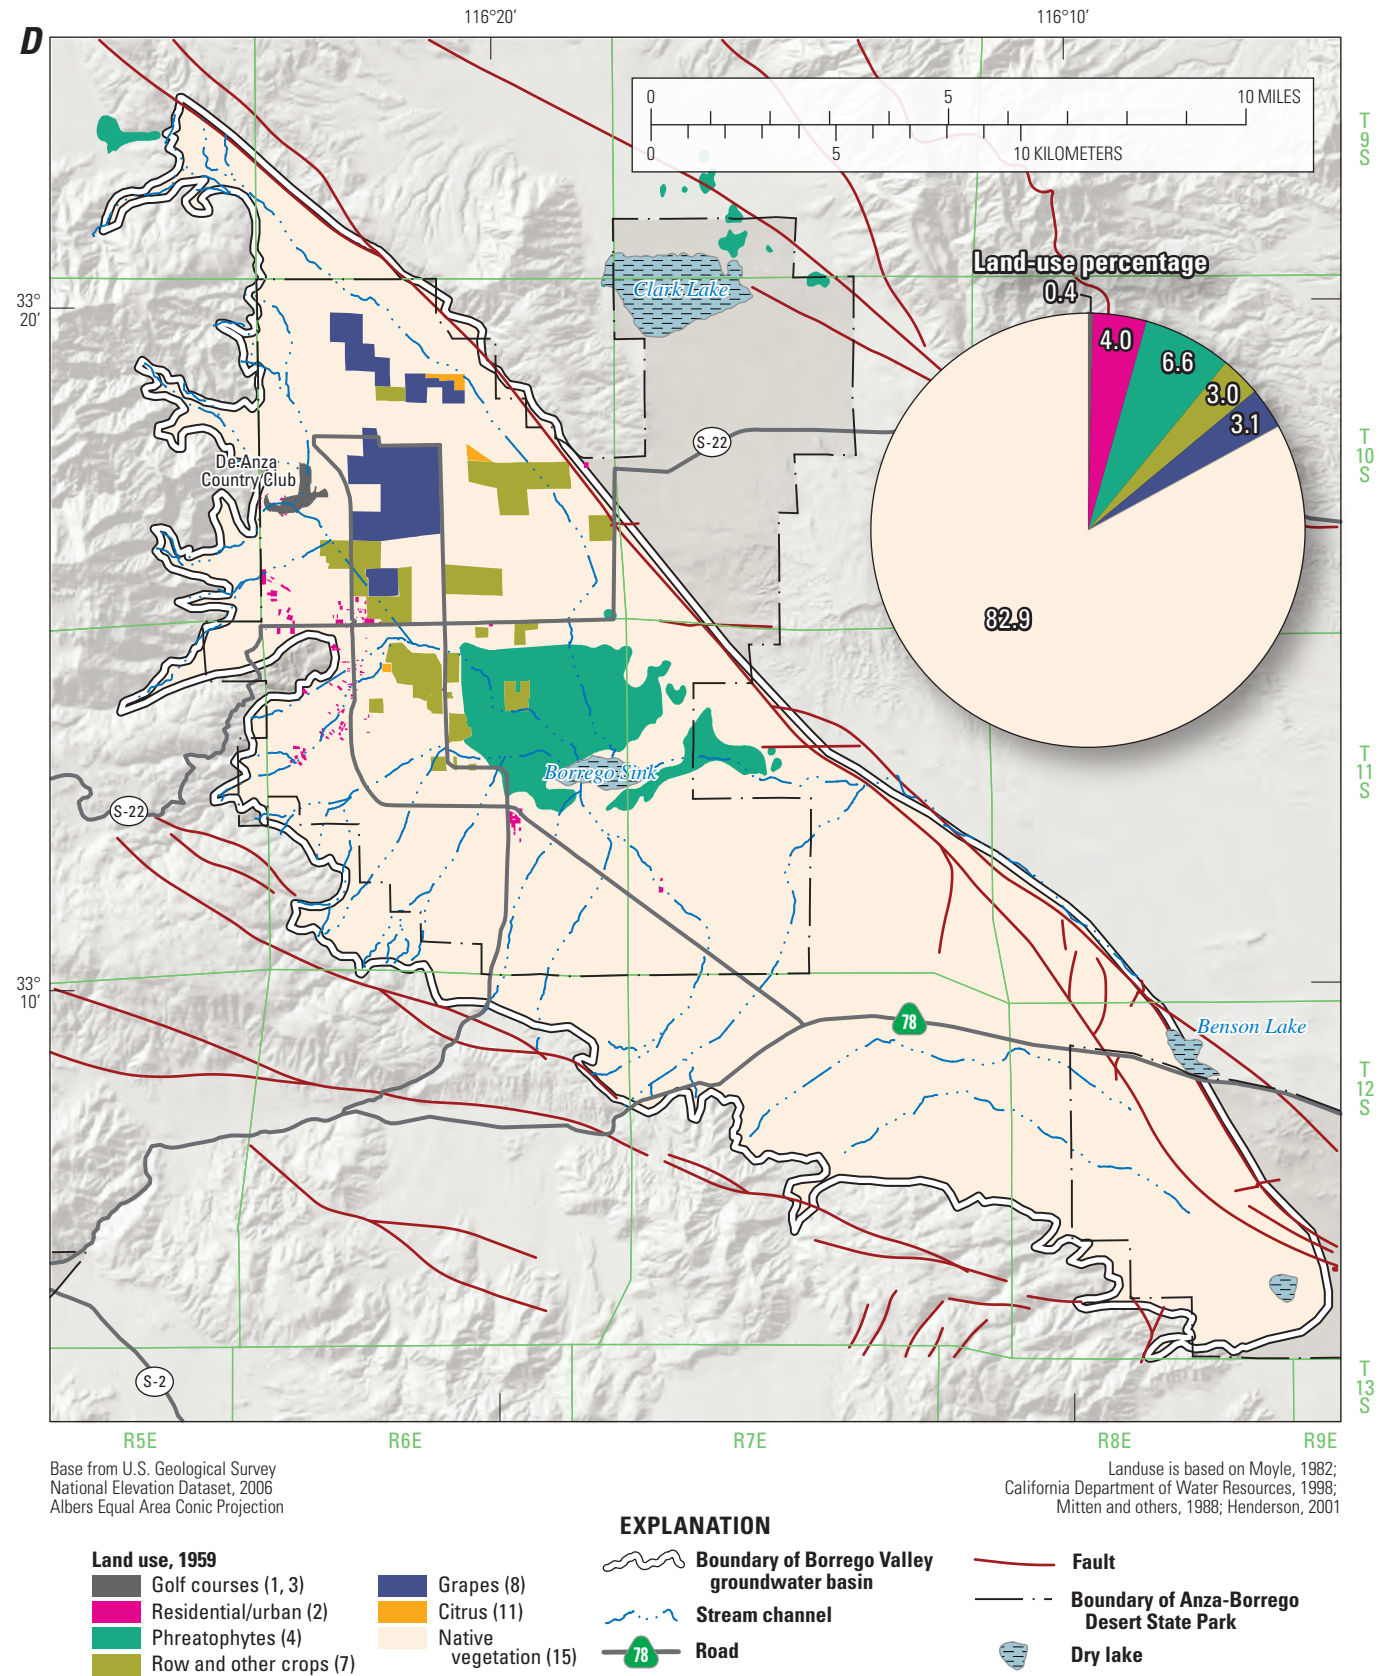 D
116°20'
116°10'
0
5
10 MILES
0
5
10 KILOMETERS
T
9
S
Clark Lake
Land-use percentage
0.4
4.0
6.6
3.0
3.1
82.9
33°
20'
S-22
T
10
S
De Anza
Country Club
Borrego Sink
T
11
S
S-22
33°
10'
78
Benson Lake
T
12
S
S-2
T
13
S
R5E
R6E
R7E
R8E
R9E
Base from U.S. Geological Survey
National Elevation Dataset, 2006
Albers Equal Area Conic Projection
Landuse is based on Moyle, 1982;
California Department of Water Resources, 1998;
Mitten and others, 1988; Henderson, 2001
EXPLANATION
Land use, 1959
Golf courses (1, 3)
Residential/urban (2)
Phreatophytes (4)
Row and other crops (7)
Grapes (8)
Citrus (11)
Native
vegetation (15)
Boundary of Borrego Valley
groundwater basin
Stream channel
78
Road
Fault
Boundary of Anza-Borrego
Desert State Park
Dry lake